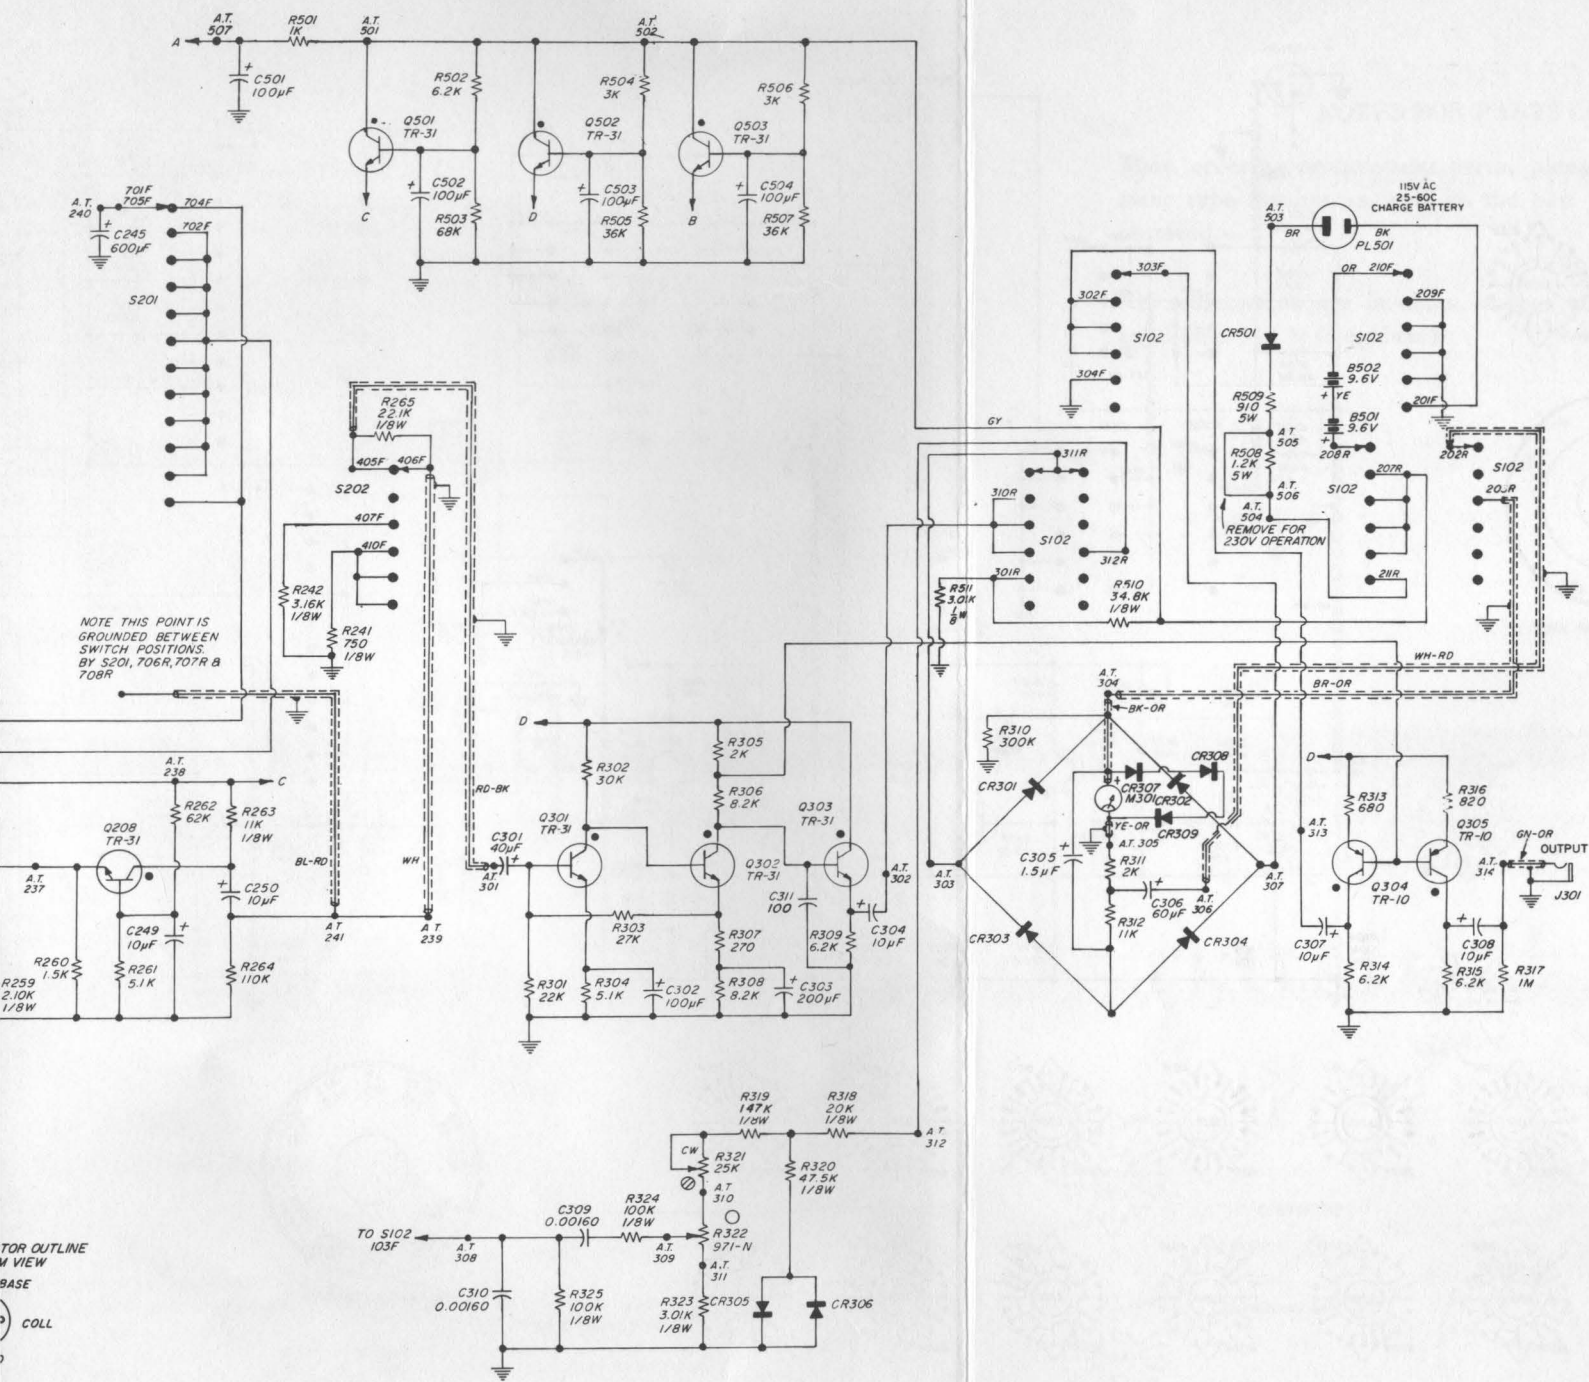 A.T.
507
R501
1K
A.T.
501
A.T.
502
A
C501
100µF
R502
6.2K
R504
3K
R506
3K
Q501
TR-31
Q502
TR-31
Q503
TR-31
C502
100µF
C503
100µF
C504
100µF
R503
68K
R505
36K
R507
36K
C
D
B
A.T.
240
701F
705F
704F
702F
C245
600µF
S201
115V AC
25-60C
CHARGE BATTERY
A.T.
503
BR
BK
PL501
303F
302F
S102
304F
OR
210F
209F
CR501
S102
B502
9.6V
YE
201F
B501
9.6V
R509
910
5W
A.T.
505
R508
1.2K
5W
A.T.
506
A.T.
504
REMOVE FOR
230V OPERATION
208R
207R
S102
211R
202R
S102
GY
R265
22.1K
1/8W
405F
406F
S202
407F
410F
R242
3.16K
1/8W
R241
750
1/8W
311R
310R
S102
312R
301R
R511
R510
34.8K
1/8W
NOTE THIS POINT IS
GROUNDED BETWEEN
SWITCH POSITIONS.
BY S201, 706R, 707R &
708R
WH-RD
BR-OR
A.T.
304
BK-OR
R310
300K
CR308
CR301
CR307
M301
CR302
YE-OR
CR309
A.T. 305
C305
1.5µF
R311
2K
C306
60µF
A.T.
306
R312
11K
CR303
CR304
A.T.
303
A.T.
307
A.T.
238
C
R262
62K
R263
11K
1/8W
Q208
TR-31
A.T.
237
C250
10µF
C249
10µF
R260
1.5K
R261
5.1K
R264
110K
R259
2.10K
1/8W
BL-RD
WH
A.T.
241
A.T.
239
RD-BK
D
R302
30K
R305
2K
R306
8.2K
Q301
TR-31
Q303
TR-31
C301
40µF
A.T.
301
Q302
TR-31
C311
100
A.T.
302
R303
27K
R307
270
R309
6.2K
C304
10µF
R301
22K
R304
5.1K
C302
100µF
R308
8.2K
C303
200µF
D
R313
680
R316
820
A.T.
313
Q305
TR-10
GN-OR
OUTPUT
A.T.
314
Q304
TR-10
J301
C307
10µF
C308
10µF
R314
6.2K
R315
6.2K
R317
1M
R319
147K
1/8W
R318
20K
1/8W
A.T.
312
CW
R321
25K
R320
47.5K
1/8W
A.T.
310
TO S102
103F
A.T.
308
C309
0.00160
R324
100K
1/8W
A.T.
309
R322
971-N
A.T.
311
C310
0.00160
R325
100K
1/8W
R323
3.01K
1/8W
CR305
CR306
TOR OUTLINE
M VIEW
BASE
COLL